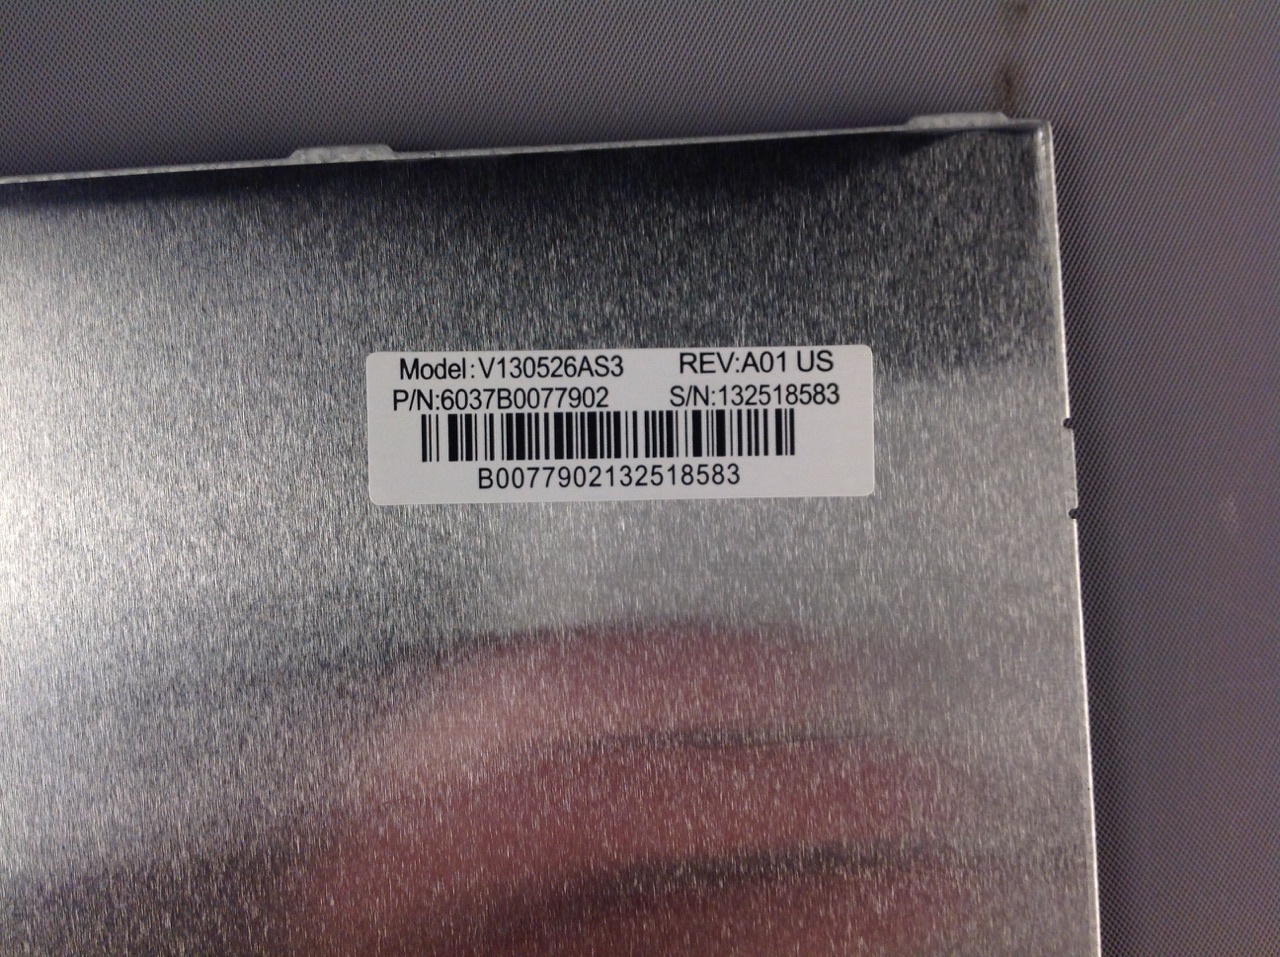 Model:V130526AS3 REV:A01 US
P/N:6037B0077902 S/N:132518583
B0077902132518583